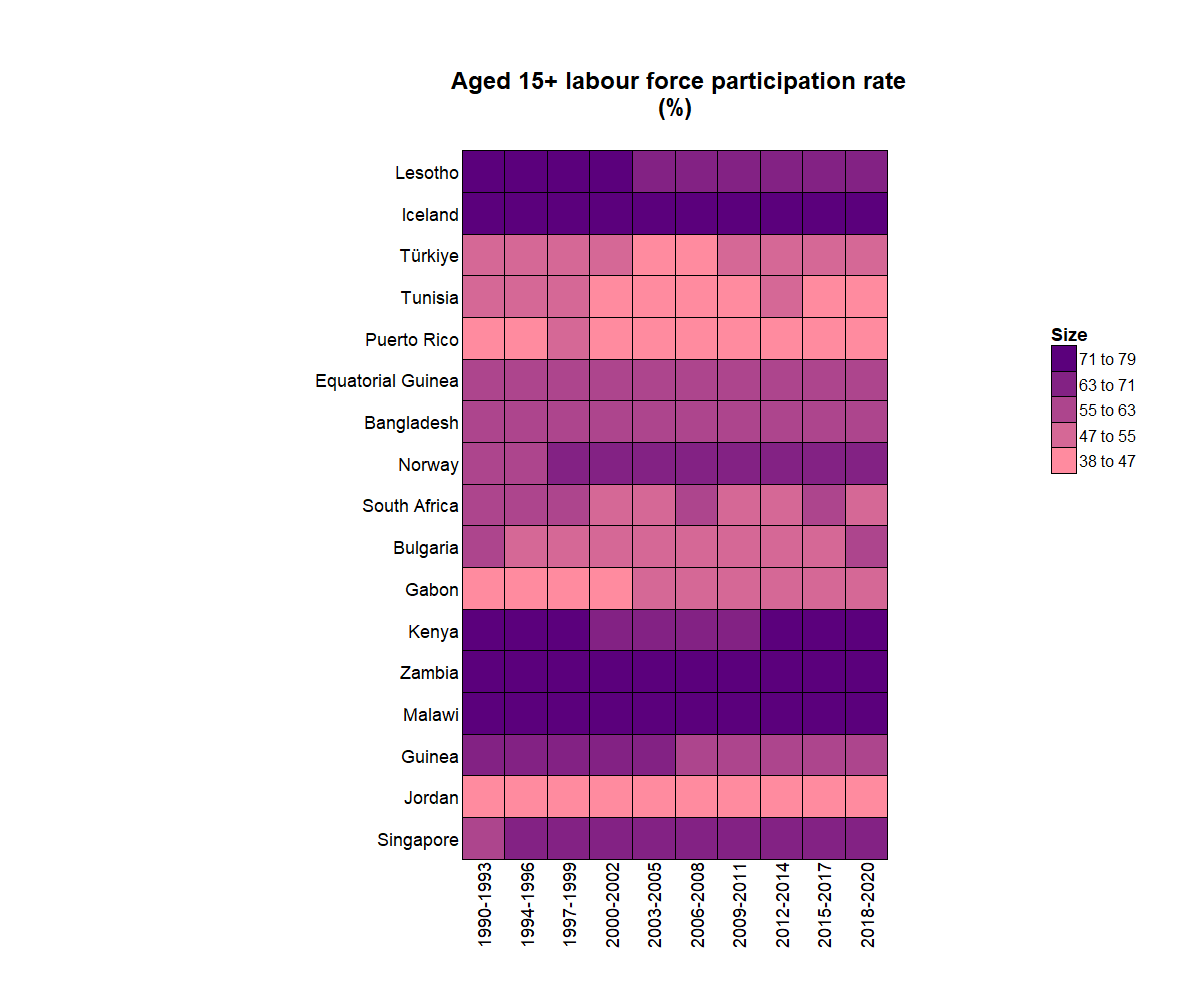 Aged 15+ labour force participation rate
(%)
Lesotho
Iceland
Türkiye
Tunisia
Puerto Rico
Equatorial Guinea
Bangladesh
Norway
South Africa
Bulgaria
Gabon
Kenya
Zambia
Malawi
Guinea
Jordan
Singapore
1990-1993
1994-1996
1997-1999
2000-2002
2003-2005
2006-2008
2009-2011
2012-2014
2015-2017
2018-2020
Size
71 to 79
63 to 71
55 to 63
47 to 55
38 to 47